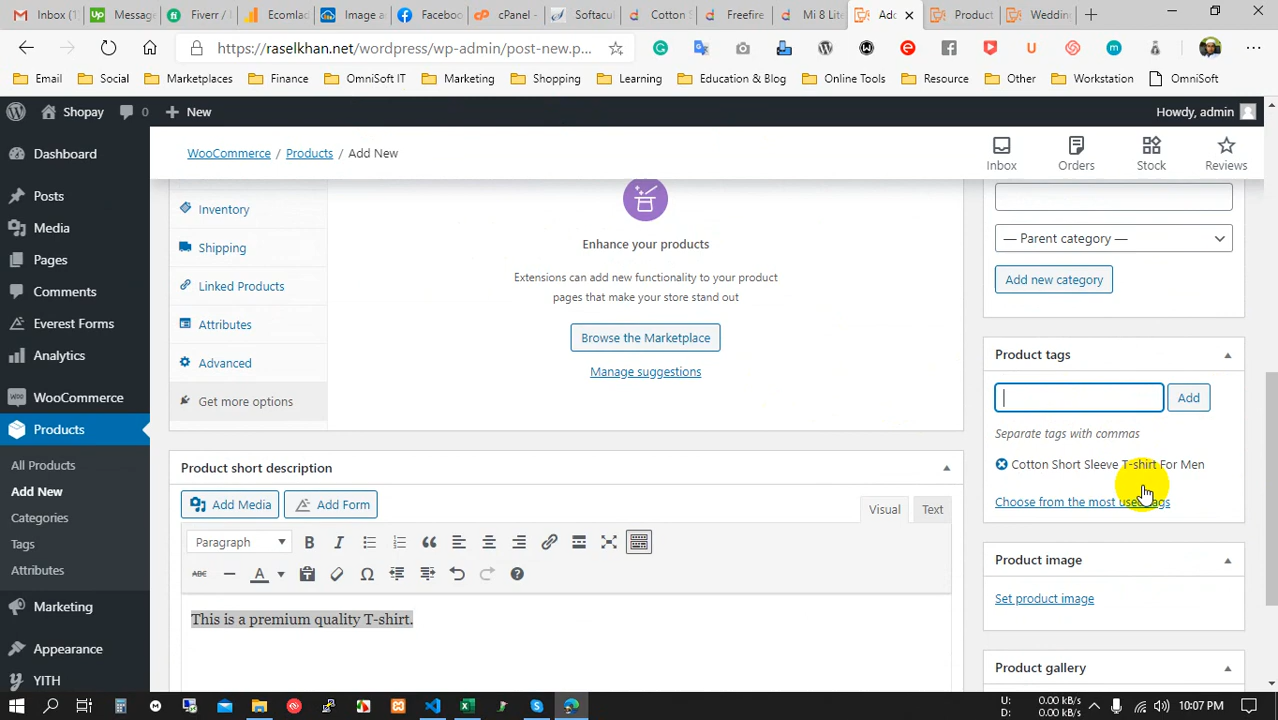 Inbox
Messag
Fiverr / 
Ecomlad
Image a
Faceboo
cPanel -
Softacul
Cotton S
Freefire
Mi 8 Lit
Add
Product
Wedding
https://raselkhan.net/wordpress/wp-admin/post-new.p...
Email
Social
Marketplaces
Finance
OmniSoft IT
Marketing
Shopping
Learning
Education & Blog
Online Tools
Resource
Other
Workstation
OmniSoft
Shopay
0
New
Howdy, admin
Dashboard
Posts
Media
Pages
Comments
Everest Forms
Analytics
WooCommerce
Products
All Products
Add New
Categories
Tags
Attributes
Marketing
Appearance
YITH
WooCommerce / Products / Add New
Inbox
Orders
Stock
Reviews
Inventory
Shipping
Linked Products
Attributes
Advanced
Get more options
Enhance your products
Extensions can add new functionality to your product
pages that make your store stand out
Browse the Marketplace
Manage suggestions
Product short description
Add Media
Add Form
Visual
Text
Paragraph
This is a premium quality T-shirt.
— Parent category —
Add new category
Product tags
Add
Separate tags with commas
Cotton Short Sleeve T-shirt For Men
Choose from the most used tags
Product image
Set product image
Product gallery
U: 0.00 kB/s
D: 0.00 kB/s
10:07 PM